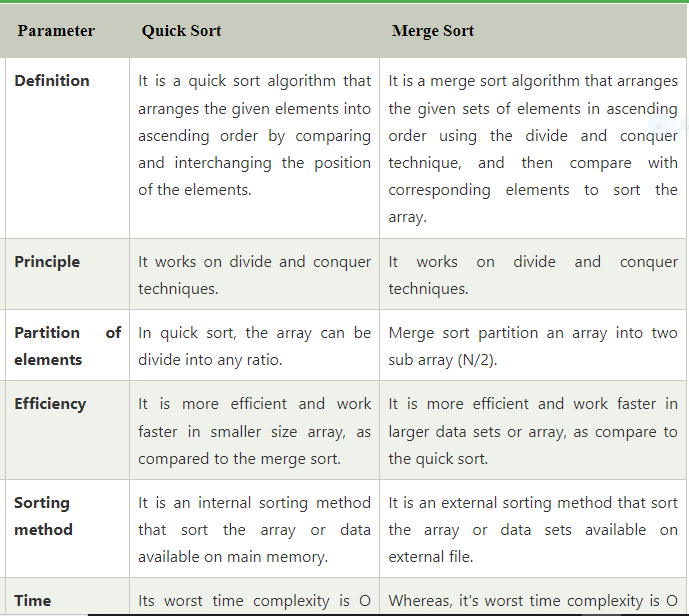 Parameter Quick Sort Merge Sort
Definition It is a quick sort algorithm that It is a merge sort algorithm that arranges
arranges the given elements into the given sets of elements in ascending
ascending order by comparing order using the divide and conquer
and interchanging the position technique, and then compare with
of the elements. corresponding elements to sort the
array.
Principle It works on divide and conquer It works on divide and conquer
techniques. techniques.
Partition of In quick sort, the array can be Merge sort partition an array into two
elements divide into any ratio. sub array (N/2).
Efficiency It is more efficient and work It is more efficient and work faster in
faster in smaller size array, as larger data sets or array, as compare to
compared to the merge sort. the quick sort.
Sorting It is an internal sorting method It is an external sorting method that sort
method that sort the array or data the array or data sets available on
available on main memory. external file.
Time Its worst time complexity is O Whereas, it's worst time complexity is O